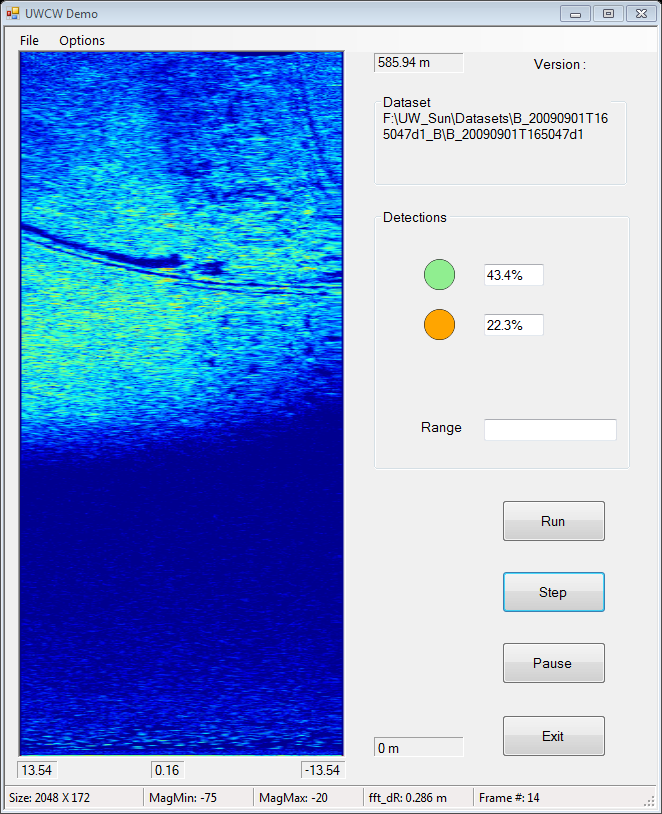 UWCW Demo
File Options
585.94 m
Version :
Dataset
F:\UW_Sun\Datasets\B_20090901T16
5047d1_B\B_20090901T165047d1
Detections
43.4%
22.3%
Range
Run
Step
Pause
Exit
0 m
13.54 0.16 -13.54
Size: 2048 X 172 MagMin: -75 MagMax: -20 fft_dR: 0.286 m Frame #: 14